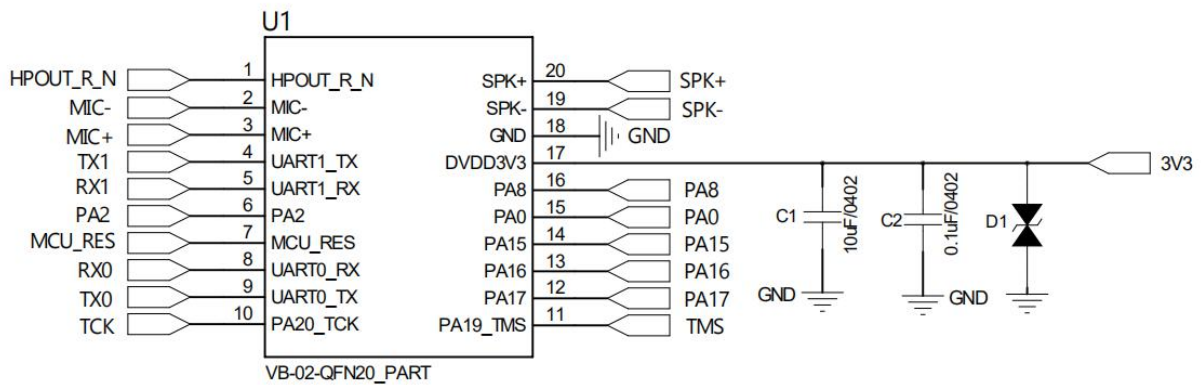 U1
HPOUT_R_N 1 HPOUT_R_N SPK+ 20 SPK+
MIC- 2 MIC- SPK- 19 SPK-
MIC+ 3 MIC+ GND 18 GND
TX1 4 UART1_TX DVDD3V3 17 3V3
RX1 5 UART1_RX PA8 16 PA8
PA2 6 PA2 PA0 15 PA0
MCU_RES 7 MCU_RES PA15 14 PA15
RX0 8 UART0_RX PA16 13 PA16
TX0 9 UART0_TX PA17 12 PA17
TCK 10 PA20_TCK PA19_TMS 11 TMS
VB-02-QFN20_PART
C1 10uF/0402
C2 0.1uF/0402
D1
GND GND